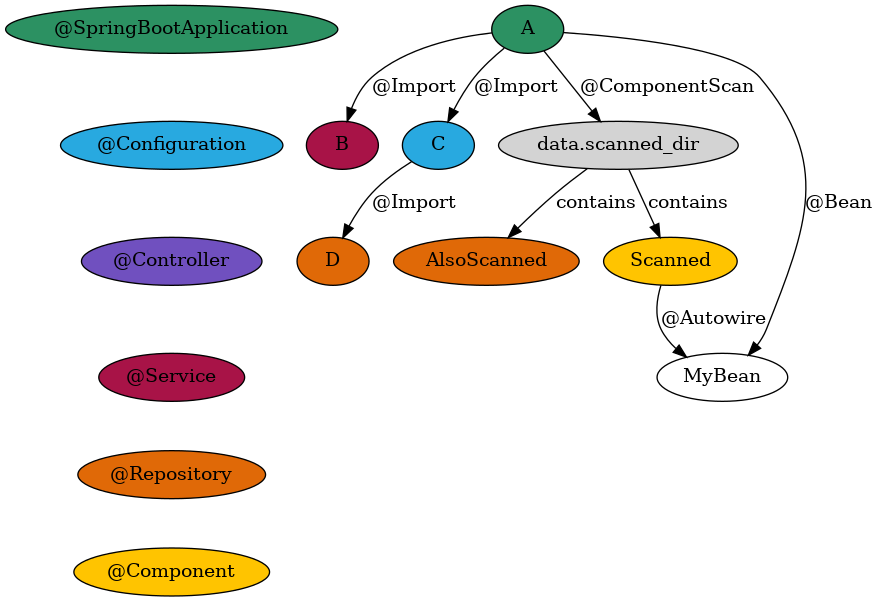 @SpringBootApplication
A
@Import
@Import
@ComponentScan
@Configuration
B
C
data.scanned_dir
@Import
contains
contains
@Bean
@Controller
D
AlsoScanned
Scanned
@Autowire
@Service
MyBean
@Repository
@Component